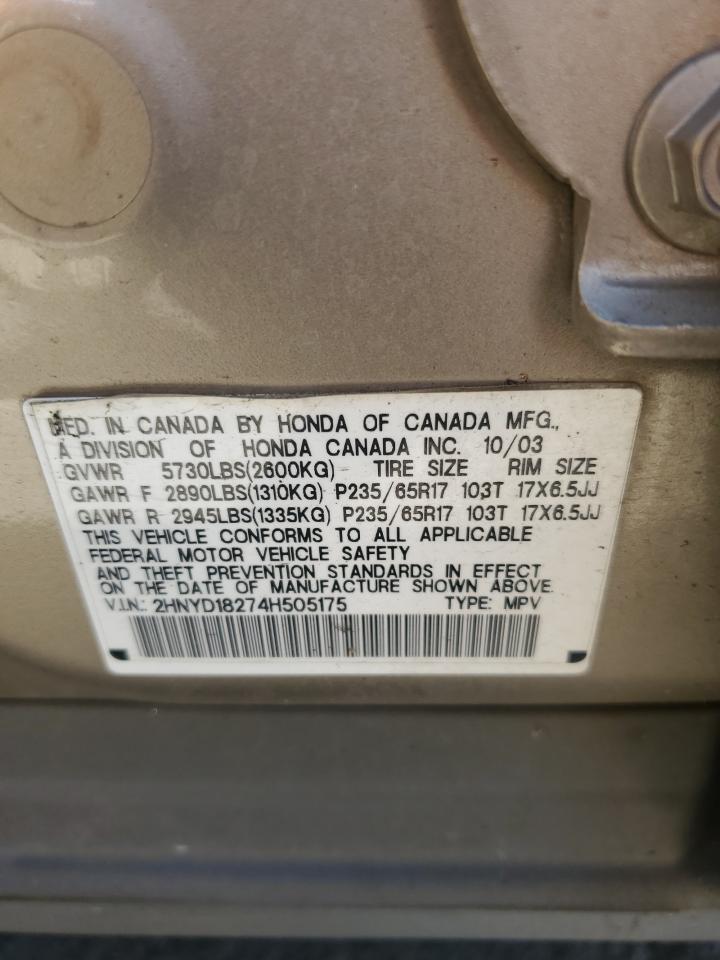 MFD. IN CANADA BY HONDA OF CANADA MFG.,
A DIVISION OF HONDA CANADA INC. 10/03
GVWR 5730LBS(2600KG) TIRE SIZE RIM SIZE
GAWR F 2890LBS(1310KG) P235/65R17 103T 17X6.5JJ
GAWR R 2945LBS(1335KG) P235/65R17 103T 17X6.5JJ
THIS VEHICLE CONFORMS TO ALL APPLICABLE
FEDERAL MOTOR VEHICLE SAFETY
AND THEFT PREVENTION STANDARDS IN EFFECT
ON THE DATE OF MANUFACTURE SHOWN ABOVE.
V.I.N.: 2HNYD18274H505175 TYPE: MPV